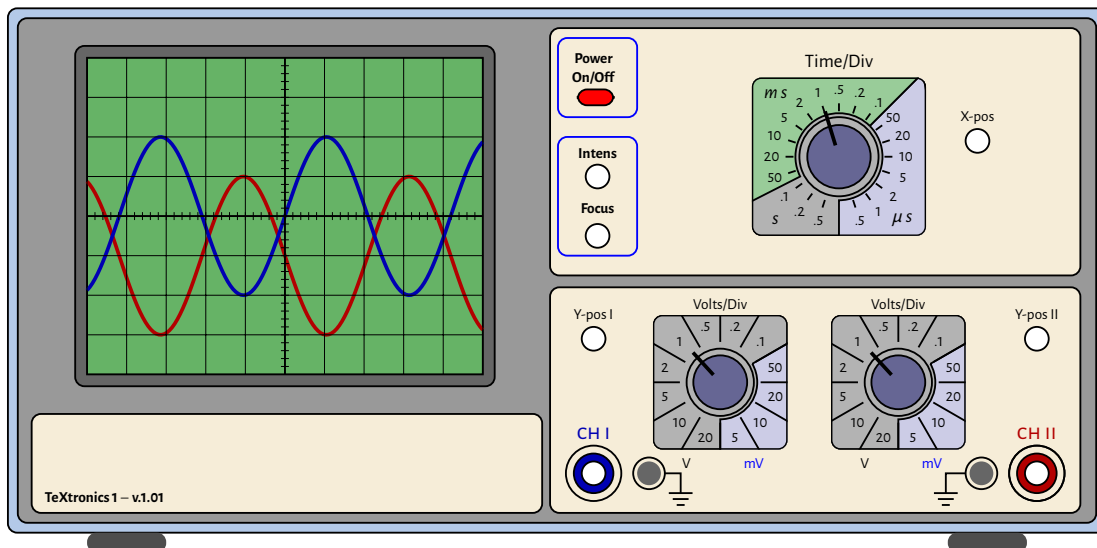 Power
On/Off
Intens
Focus
Time/Div
ms
5
2
1
.5
.2
.1
50
20
10
5
2
1
.5
µs
10
20
50
.1
.2
.5
s
X-pos
Y-pos I
Volts/Div
1
.5
.2
.1
2
50
5
20
10
10
20
5
V
mV
CH I
Volts/Div
1
.5
.2
.1
2
50
5
20
10
10
20
5
V
mV
Y-pos II
CH II
TeXtronics 1 – v.1.01